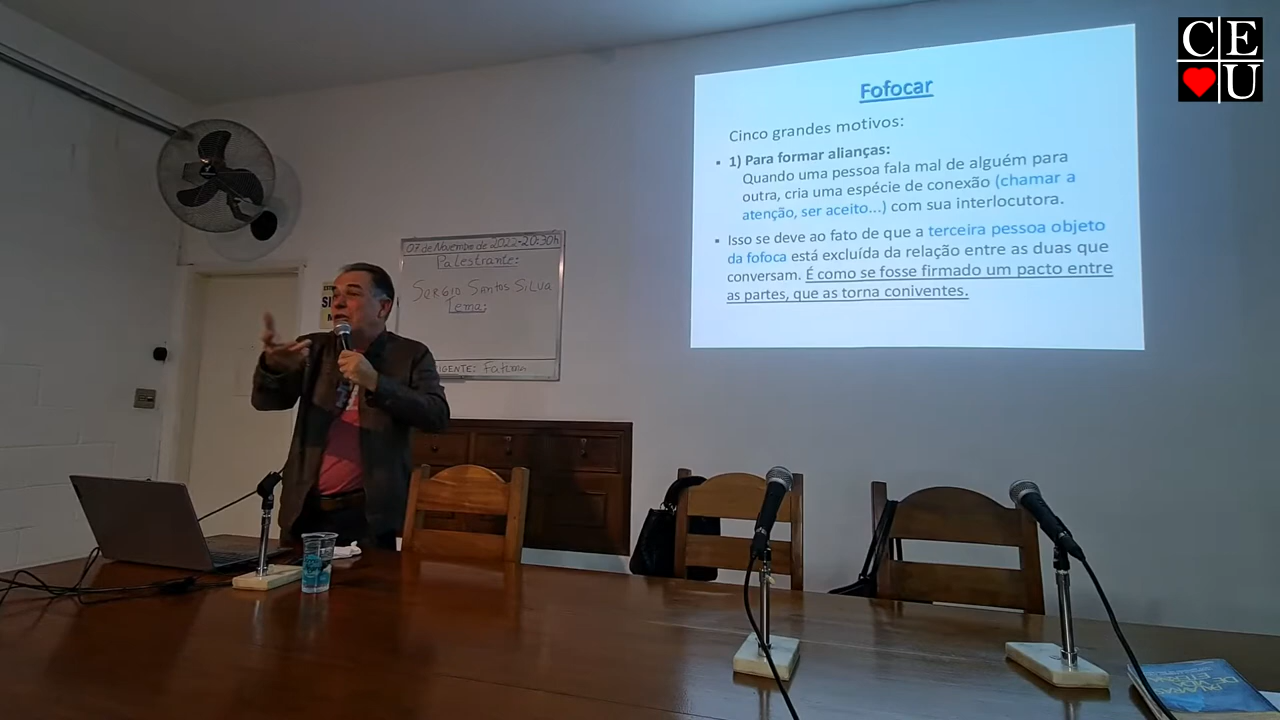 C E
U
Fofocar
Cinco grandes motivos:
▪ 1) Para formar alianças:
Quando uma pessoa fala mal de alguém para
outra, cria uma espécie de conexão (chamar a
atenção, ser aceito...) com sua interlocutora.
▪ Isso se deve ao fato de que a terceira pessoa objeto
da fofoca está excluída da relação entre as duas que
conversam. É como se fosse firmado um pacto entre
as partes, que as torna coniventes.
07 de Novembro de 2022-20:30h
Palestrante:
Sergio Santos Silva
Tema:
IGENTE: Fatima